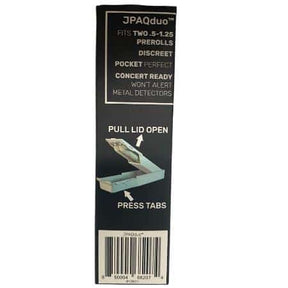 JPAQduo™
FITS TWO .5-1.25
PREROLLS
DISCREET
POCKET PERFECT
CONCERT READY
WON'T ALERT
METAL DETECTORS
PULL LID OPEN
PRESS TABS
JPAQduo™